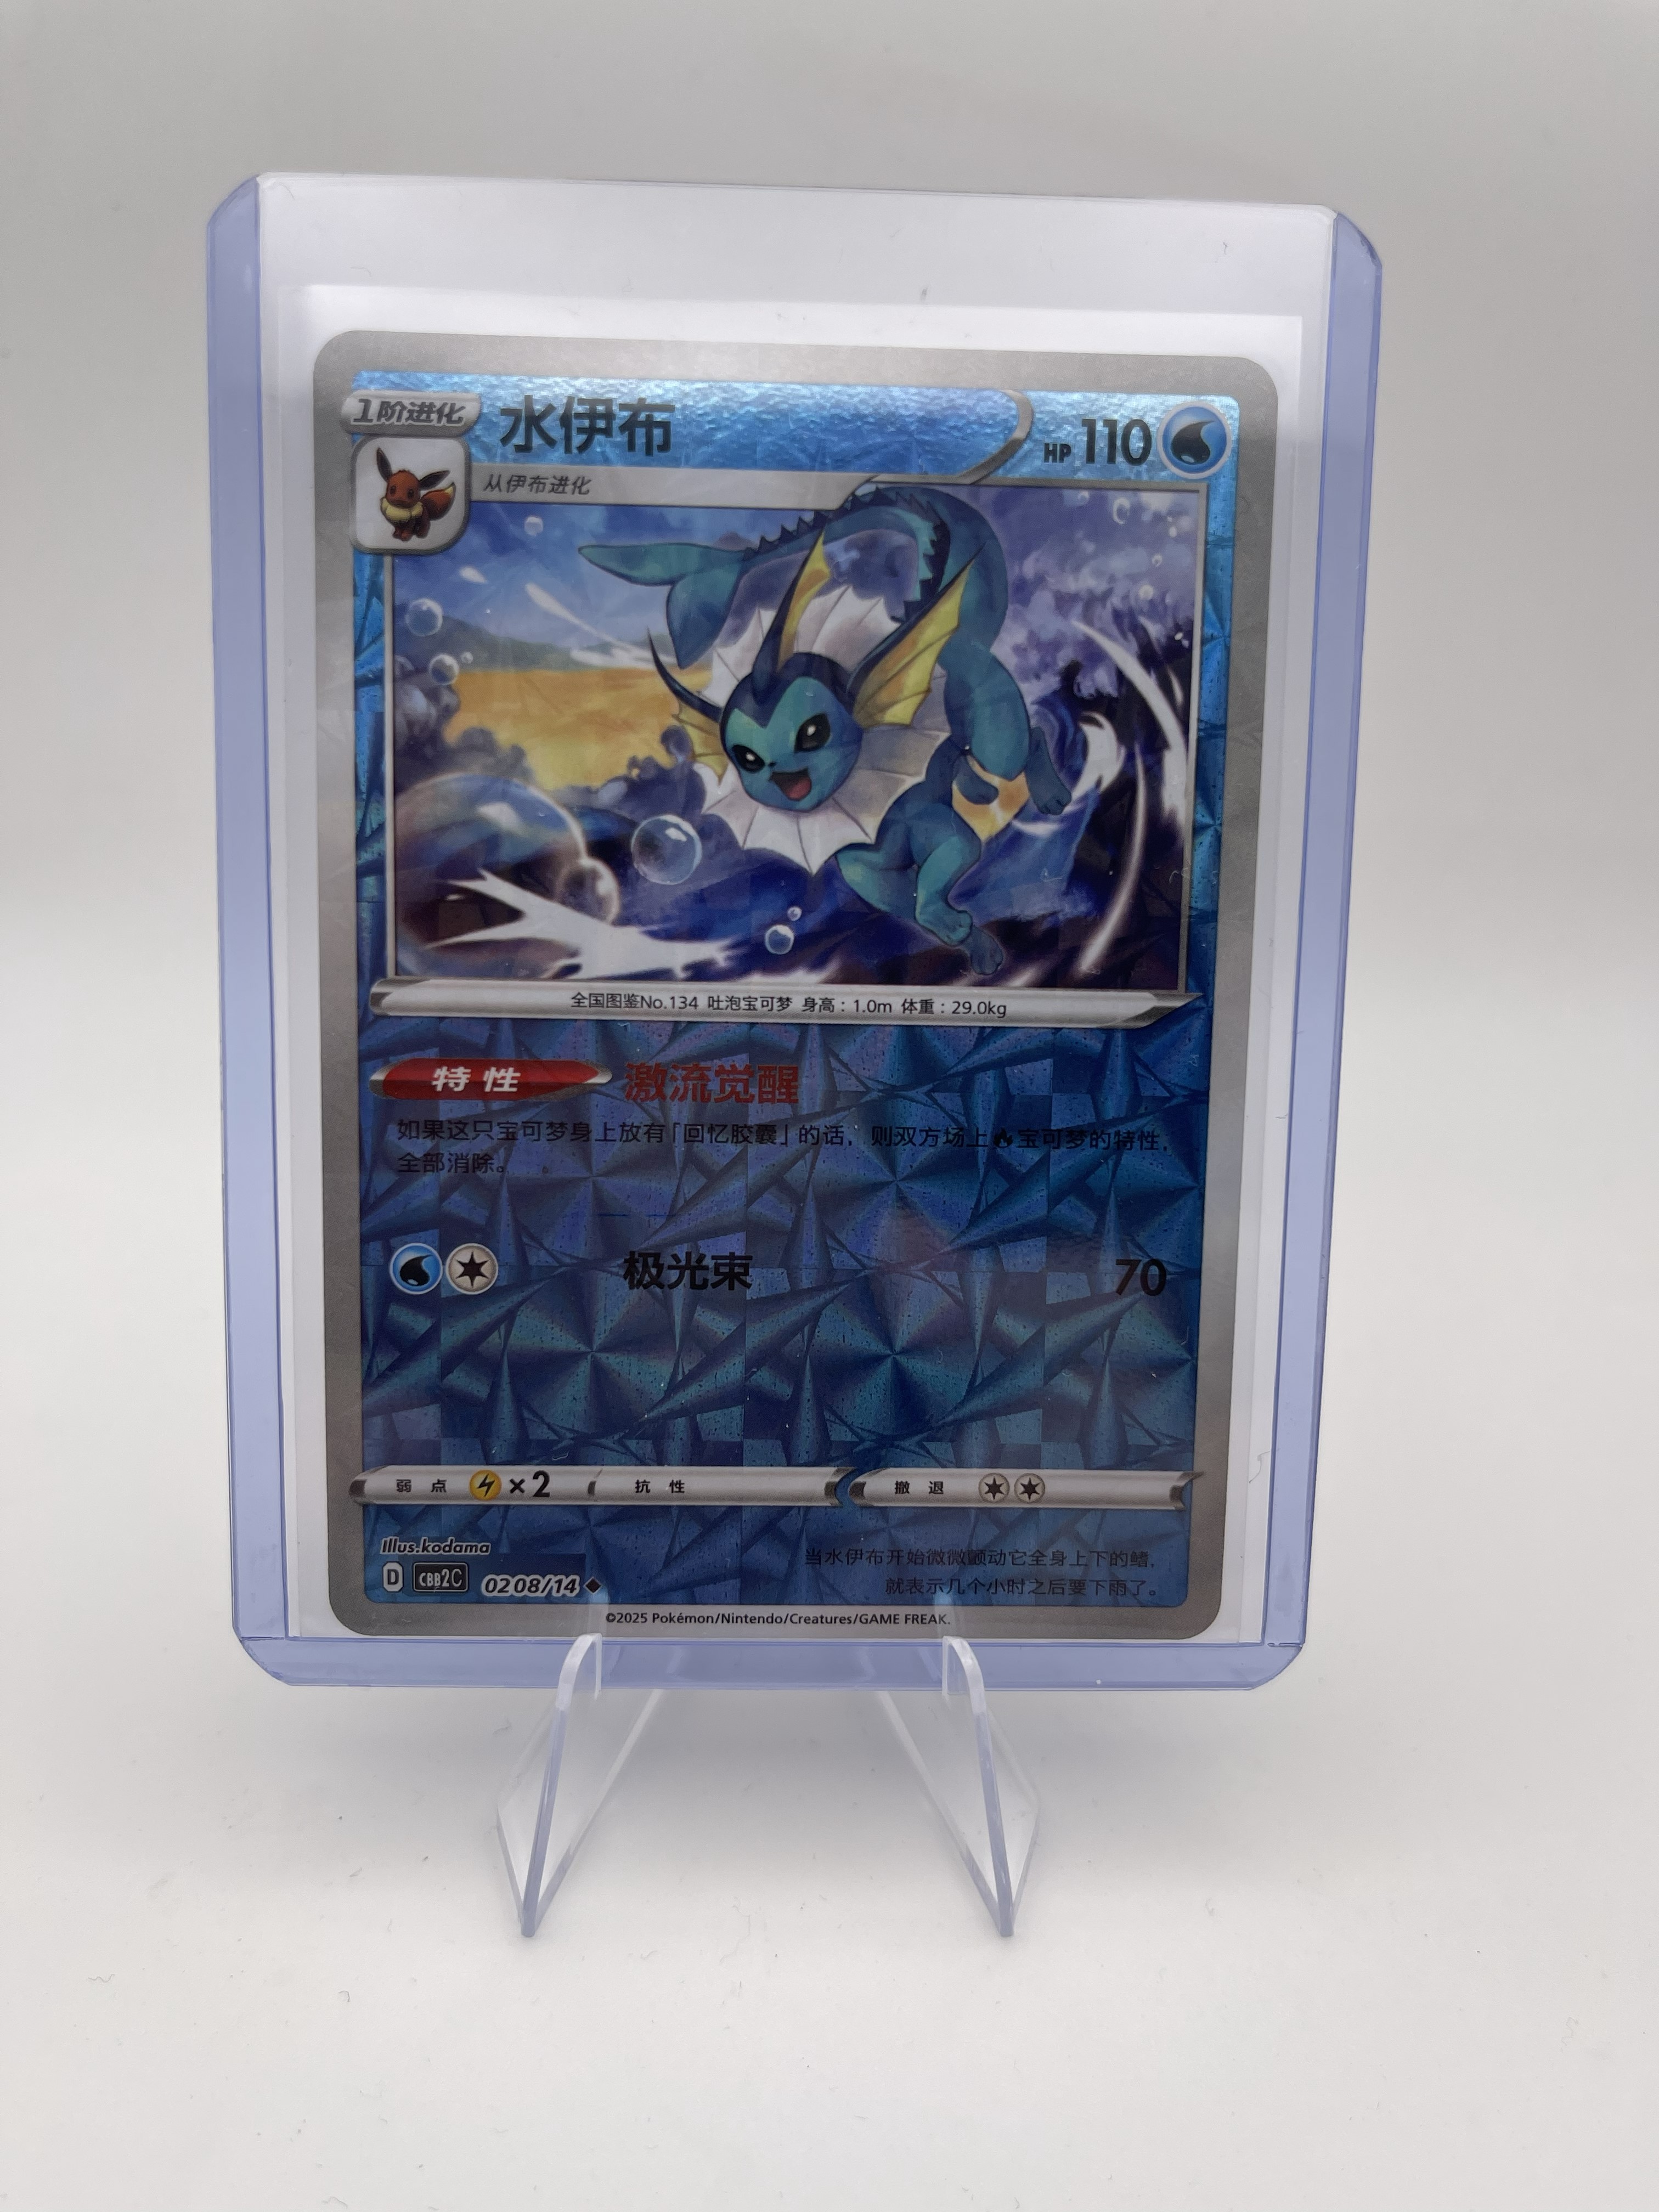 1阶进化
水伊布
HP 110
从伊布进化
全国图鉴No.134 吐泡宝可梦 身高：1.0m 体重：29.0kg
特性 激流觉醒
如果这只宝可梦身上放有「回忆胶囊」的话，则双方场上宝可梦的特性，
全部消除。
极光束 70
弱点 ×2 抗性 撤退
Illus.kodama
当水伊布开始微微颤动它全身上下的鳍，
就表示几个小时之后要下雨了。
D CBB2C 0208/14
©2025 Pokémon/Nintendo/Creatures/GAME FREAK.